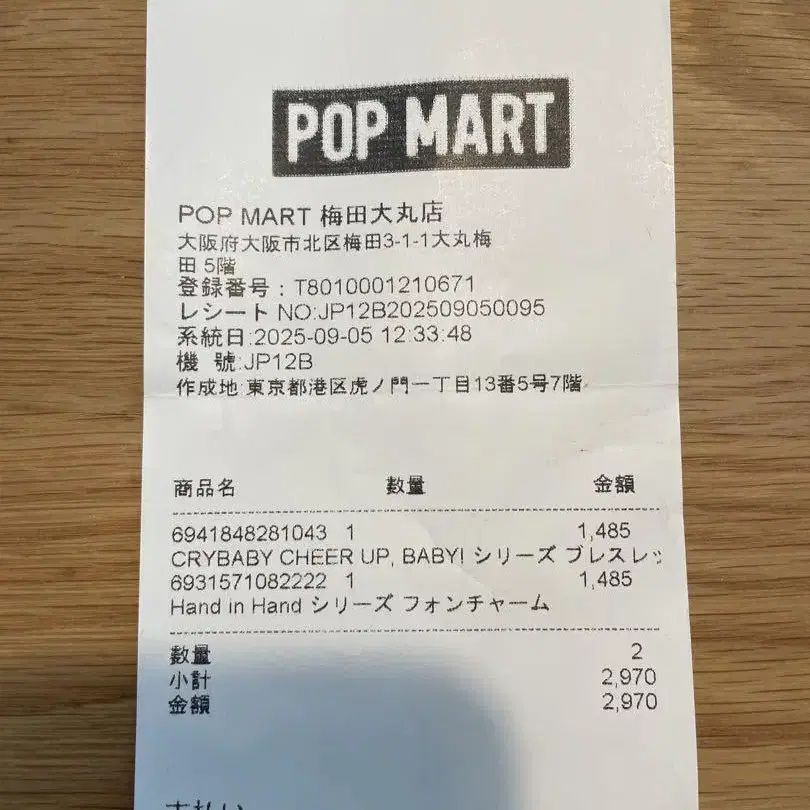 POP MART
POP MART 梅田大丸店
大阪府大阪市北区梅田3-1-1大丸梅
田 5階
登録番号：T8010001210671
レシート NO:JP12B202509050095
系統日:2025-09-05 12:33:48
機 號:JP12B
作成地:東京都港区虎ノ門一丁目13番5号7階
商品名 数量 金額
6941848281043 1 1,485
CRYBABY CHEER UP, BABY! シリーズ ブレスレッ
6931571082222 1 1,485
Hand in Hand シリーズ フォンチャーム
数量 2
小計 2,970
金額 2,970